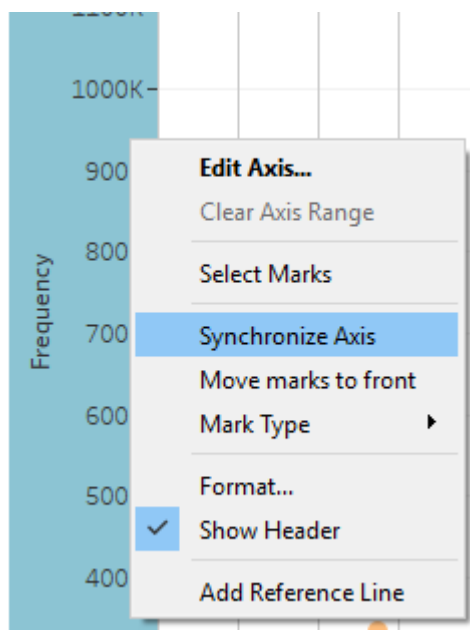 1000K
900
800
700
600
500
400
Frequency
Edit Axis...
Clear Axis Range
Select Marks
Synchronize Axis
Move marks to front
Mark Type
Format...
Show Header
Add Reference Line